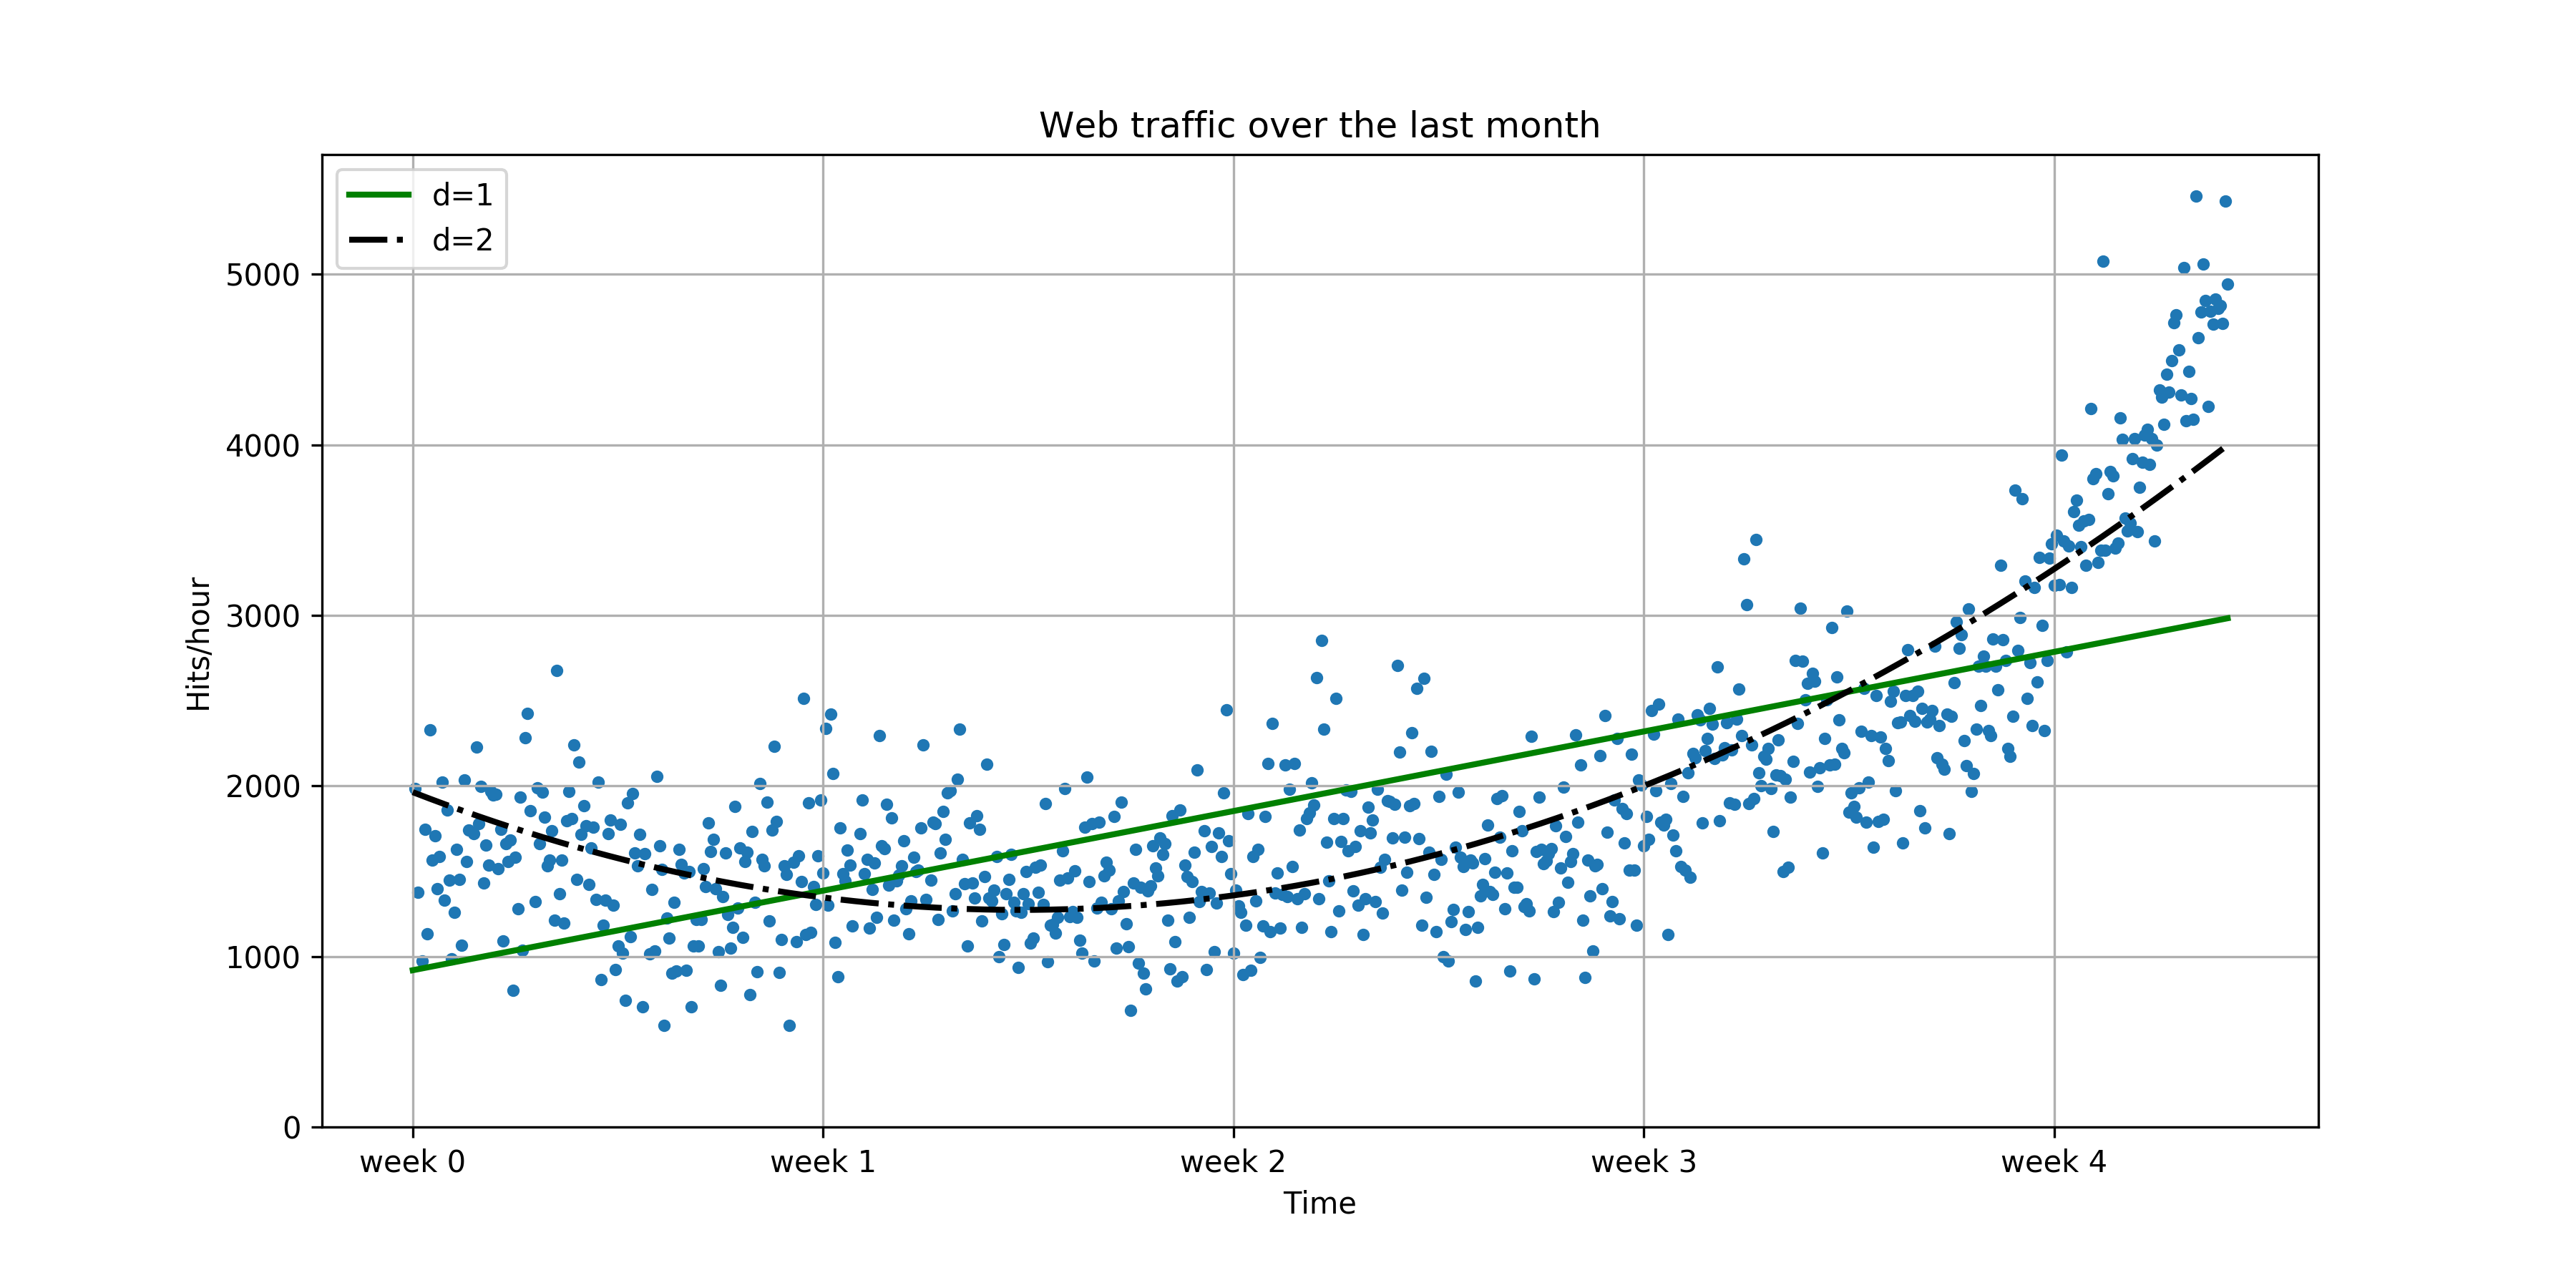 Web traffic over the last month
d=1
d=2
5000
4000
3000
2000
1000
0
Hits/hour
week 0 week 1 week 2 week 3 week 4
Time